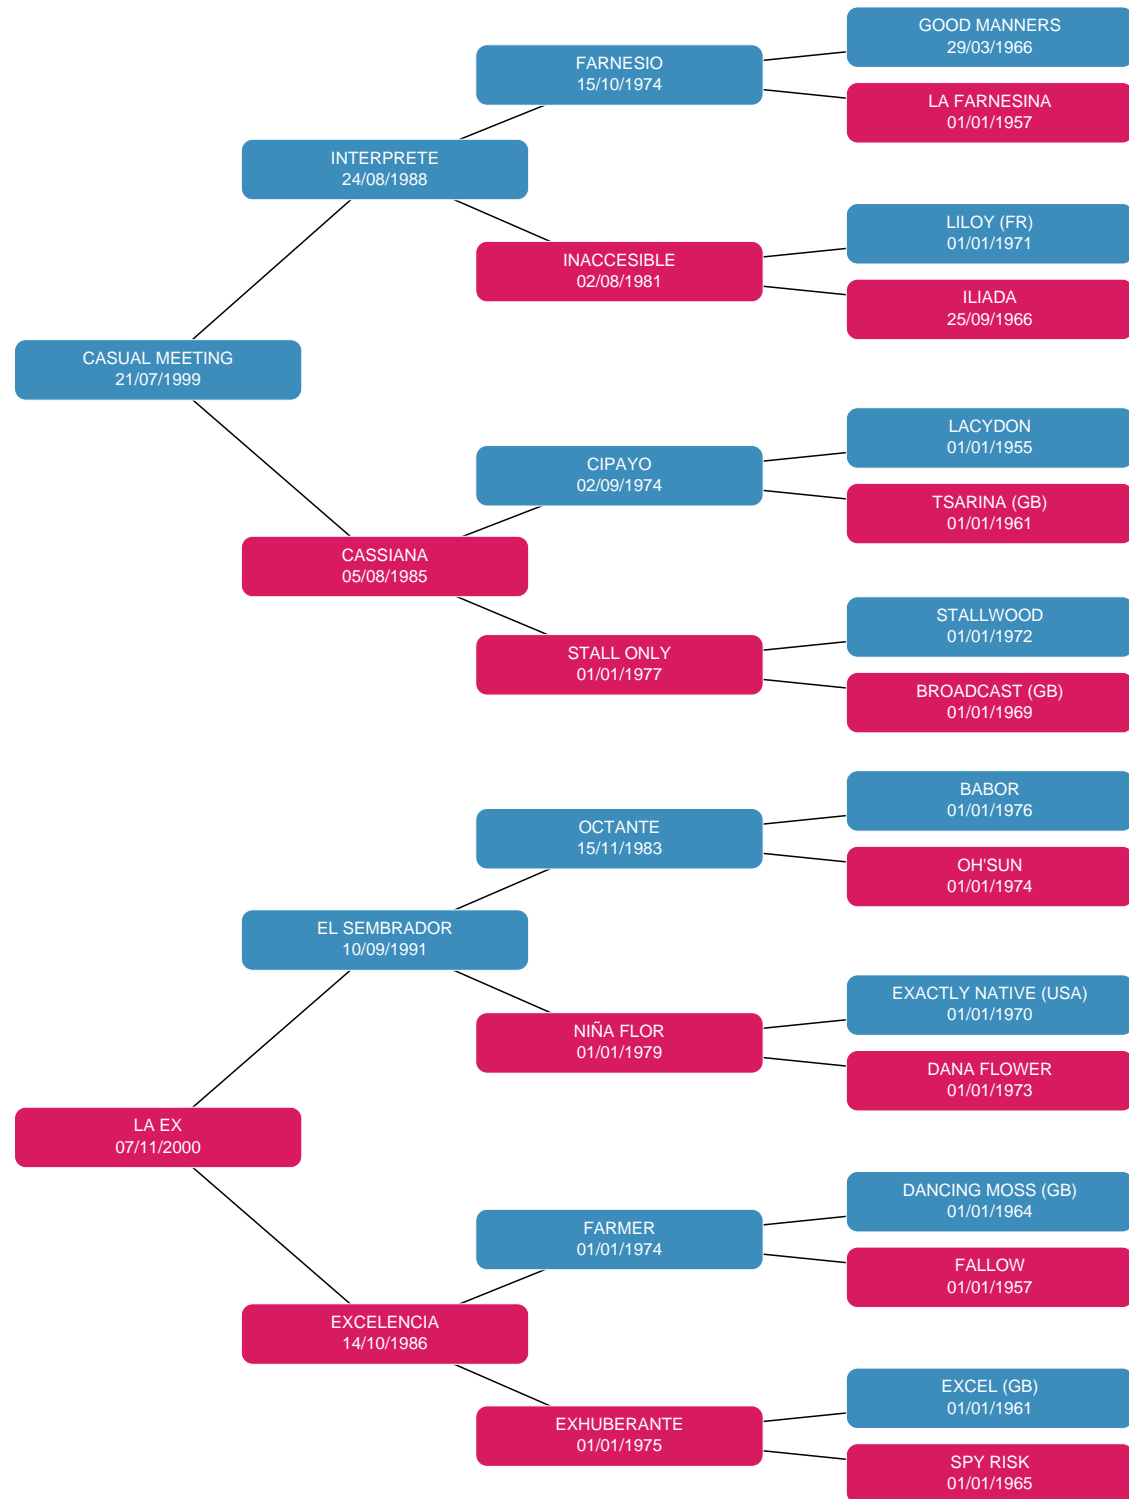 GOOD MANNERS
29/03/1966
FARNESIO
15/10/1974
LA FARNESINA
01/01/1957
INTERPRETE
24/08/1988
LILOY (FR)
01/01/1971
INACCESIBLE
02/08/1981
ILIADA
25/09/1966
CASUAL MEETING
21/07/1999
LACYDON
01/01/1955
CIPAYO
02/09/1974
TSARINA (GB)
01/01/1961
CASSIANA
05/08/1985
STALLWOOD
01/01/1972
STALL ONLY
01/01/1977
BROADCAST (GB)
01/01/1969
BABOR
01/01/1976
OCTANTE
15/11/1983
OH'SUN
01/01/1974
EL SEMBRADOR
10/09/1991
EXACTLY NATIVE (USA)
01/01/1970
NIÑA FLOR
01/01/1979
DANA FLOWER
01/01/1973
LA EX
07/11/2000
DANCING MOSS (GB)
01/01/1964
FARMER
01/01/1974
FALLOW
01/01/1957
EXCELENCIA
14/10/1986
EXCEL (GB)
01/01/1961
EXHUBERANTE
01/01/1975
SPY RISK
01/01/1965